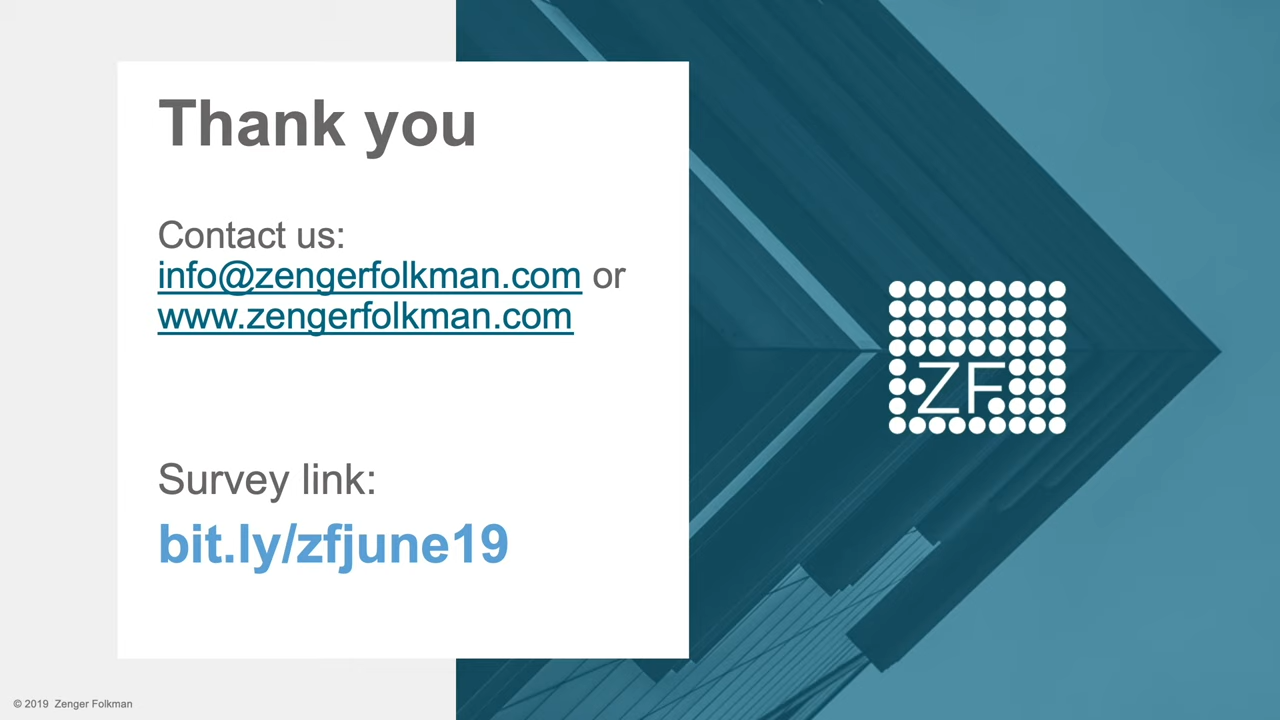 Thank you
Contact us:
info@zengerfolkman.com or
www.zengerfolkman.com
Survey link:
bit.ly/zfjune19
ZF
© 2019 Zenger Folkman